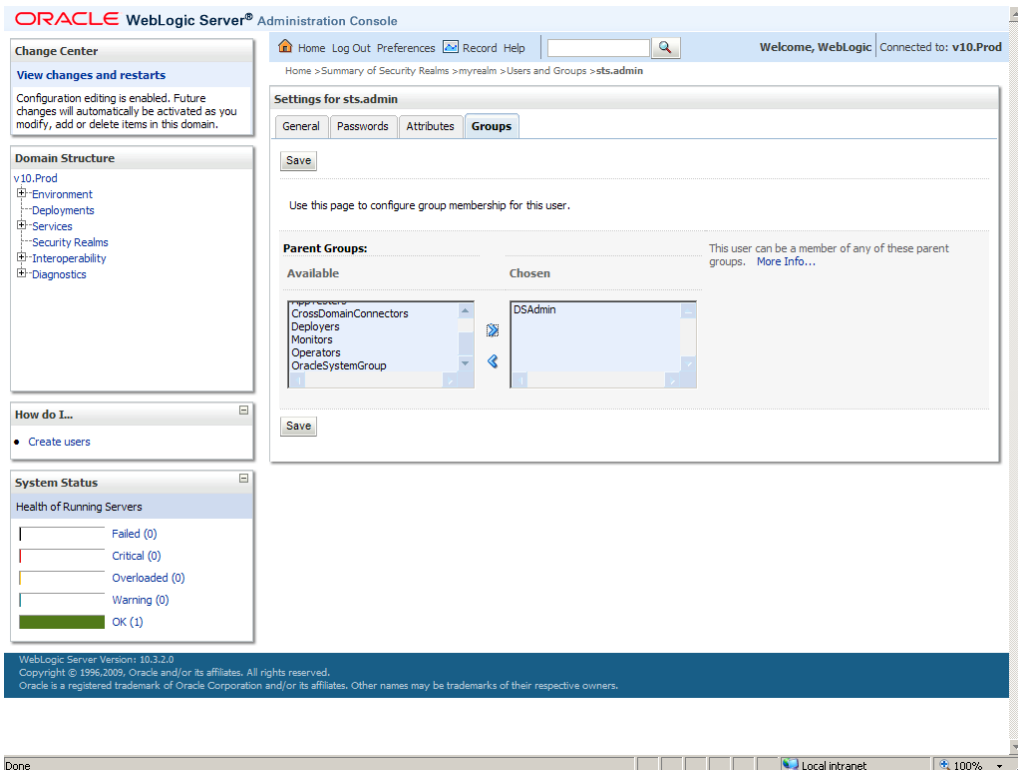 ORACLE WebLogic Server® Administration Console
Change Center
View changes and restarts
Configuration editing is enabled. Future
changes will automatically be activated as you
modify, add or delete items in this domain.
Domain Structure
v10.Prod
Environment
Deployments
Services
Security Realms
Interoperability
Diagnostics
How do I...
Create users
System Status
Health of Running Servers
Failed (0)
Critical (0)
Overloaded (0)
Warning (0)
OK (1)
Home Log Out Preferences Record Help
Welcome, WebLogic Connected to: v10.Prod
Home >Summary of Security Realms >myrealm >Users and Groups >sts.admin
Settings for sts.admin
General Passwords Attributes Groups
Save
Use this page to configure group membership for this user.
Parent Groups:
Available Chosen
AppTesters
CrossDomainConnectors
Deployers
Monitors
Operators
OracleSystemGroup
DSAdmin
This user can be a member of any of these parent
groups. More Info...
Save
WebLogic Server Version: 10.3.2.0
Copyright © 1996,2009, Oracle and/or its affiliates. All rights reserved.
Oracle is a registered trademark of Oracle Corporation and/or its affiliates. Other names may be trademarks of their respective owners.
Done Local intranet 100%